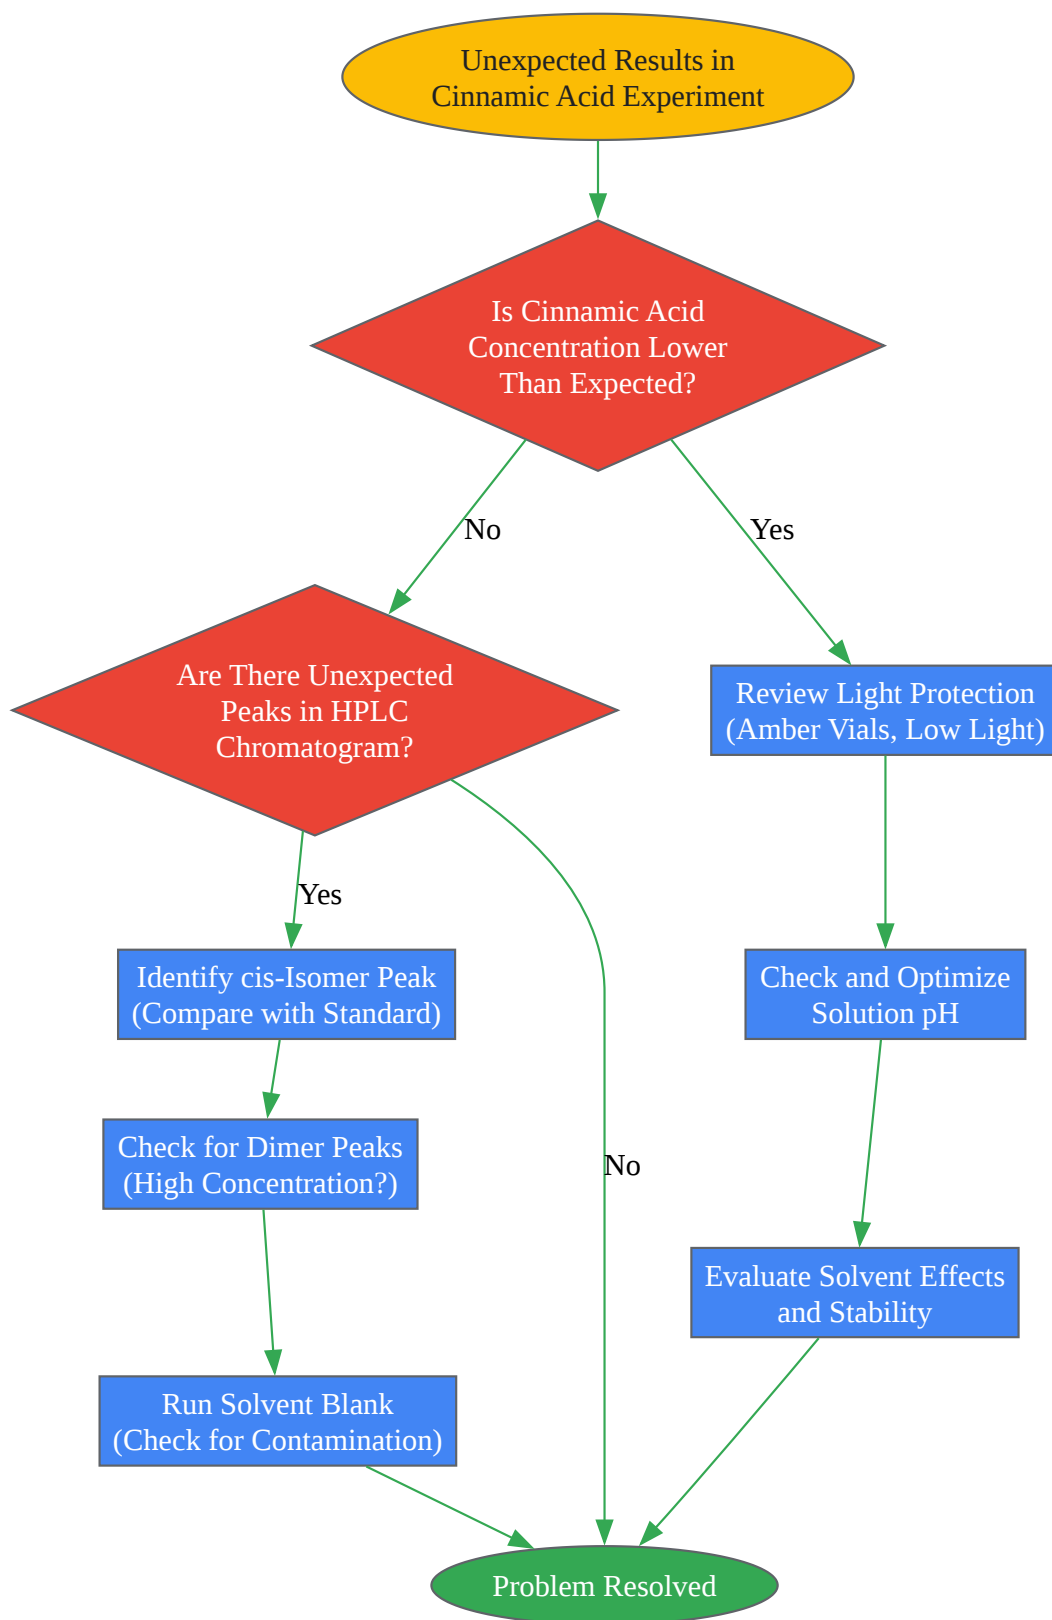 Unexpected Results in
Cinnamic Acid Experiment
Is Cinnamic Acid
Concentration Lower
Than Expected?
No
Yes
Are There Unexpected
Peaks in HPLC
Chromatogram?
Review Light Protection
(Amber Vials, Low Light)
Yes
Identify cis-Isomer Peak
(Compare with Standard)
Check and Optimize
Solution pH
Check for Dimer Peaks
(High Concentration?)
No
Evaluate Solvent Effects
and Stability
Run Solvent Blank
(Check for Contamination)
Problem Resolved